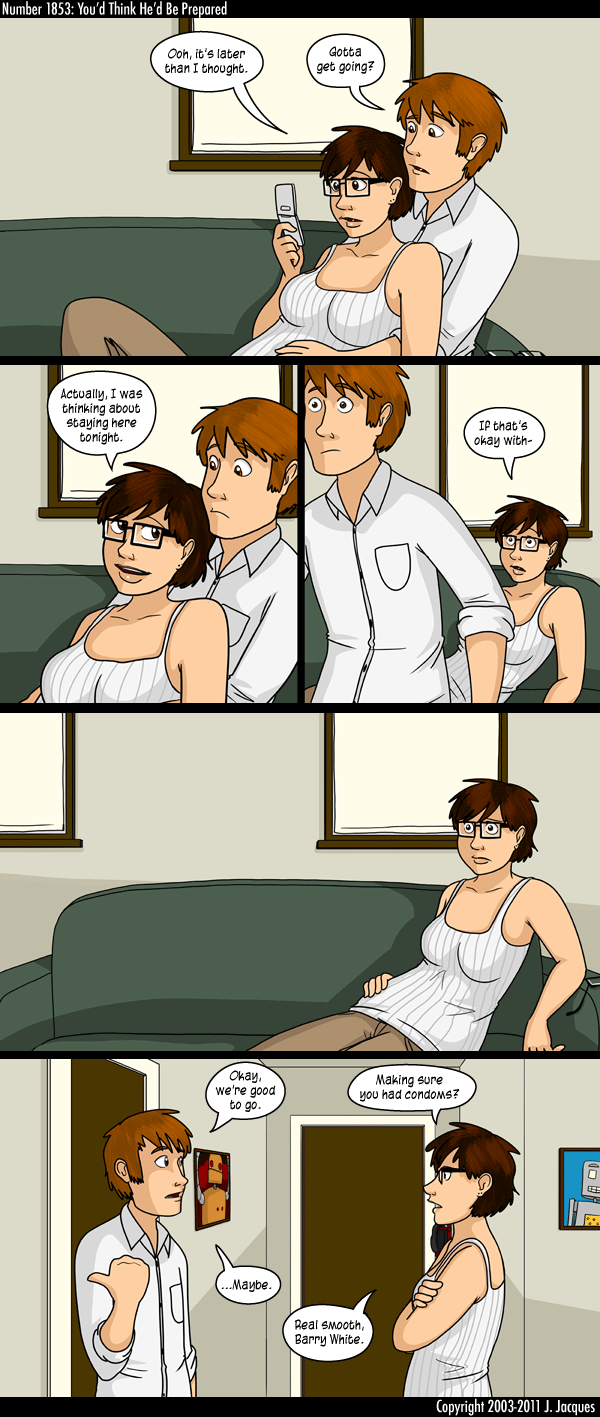 Number 1853: You'd Think He'd Be Prepared
Ooh, it's later
than I thought.
Gotta
get going?
Actually, I was
thinking about
staying here
tonight.
If that's
okay with-
Okay,
we're good
to go.
Making sure
you had condoms?
...Maybe.
Real smooth,
Barry White.
Copyright 2003-2011 J. Jacques